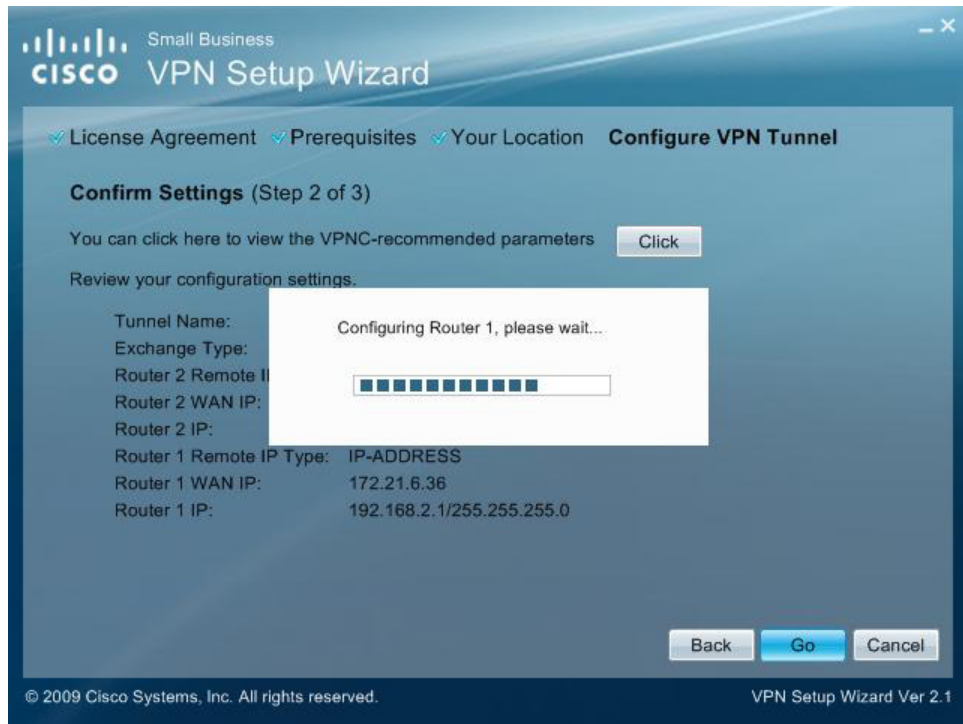 Small Business
CISCO VPN Setup Wizard
License Agreement Prerequisites Your Location Configure VPN Tunnel
Confirm Settings (Step 2 of 3)
You can click here to view the VPNC-recommended parameters Click
Review your configuration settings.
Configuring Router 1, please wait...
Tunnel Name:
Exchange Type:
Router 2 Remote
Router 2 WAN IP:
Router 2 IP:
Router 1 Remote IP Type: IP-ADDRESS
Router 1 WAN IP: 172.21.6.36
Router 1 IP: 192.168.2.1/255.255.255.0
Back Go Cancel
© 2009 Cisco Systems, Inc. All rights reserved. VPN Setup Wizard Ver 2.1